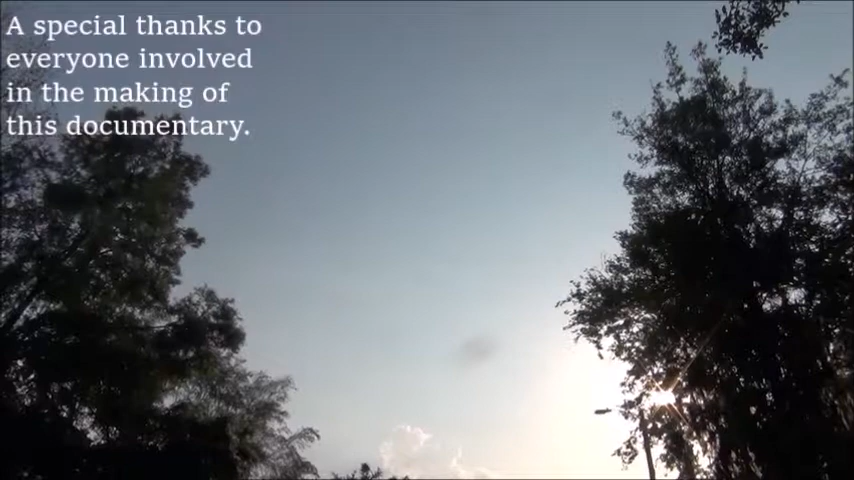 A special thanks to
everyone involved
in the making of
this documentary.